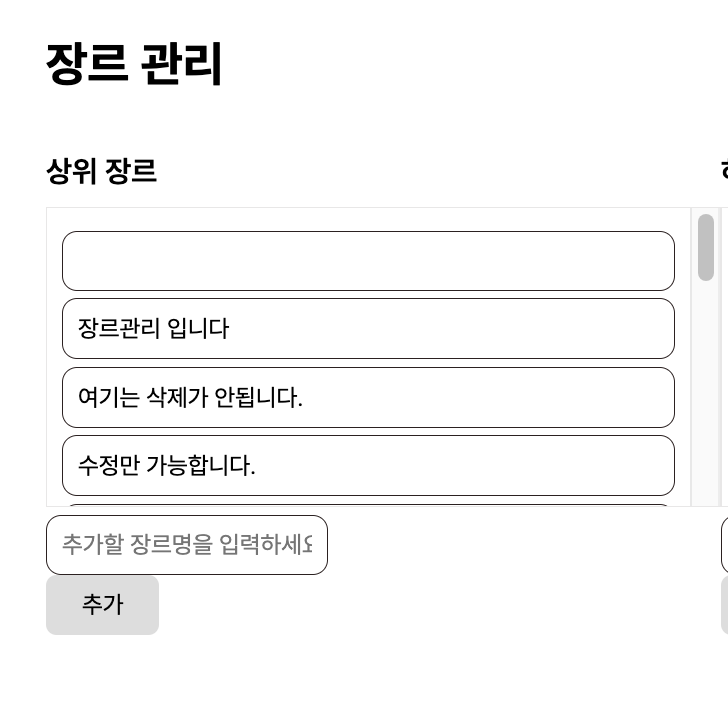 장르 관리
상위 장르
장르관리 입니다
여기는 삭제가 안됩니다.
수정만 가능합니다.
추가할 장르명을 입력하세요
추가